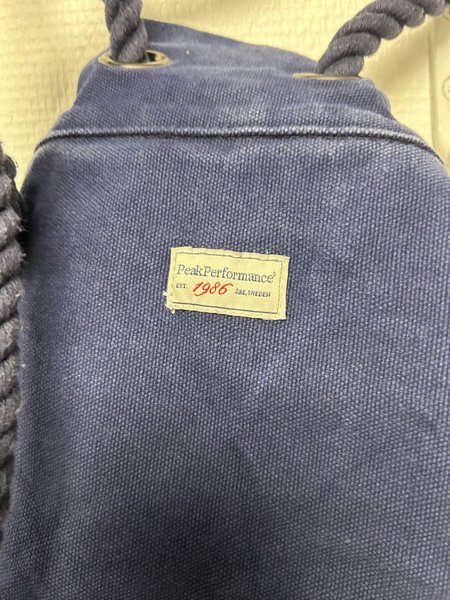 PeakPerformance®
EST. 1986 ÅRE, SWEDEN